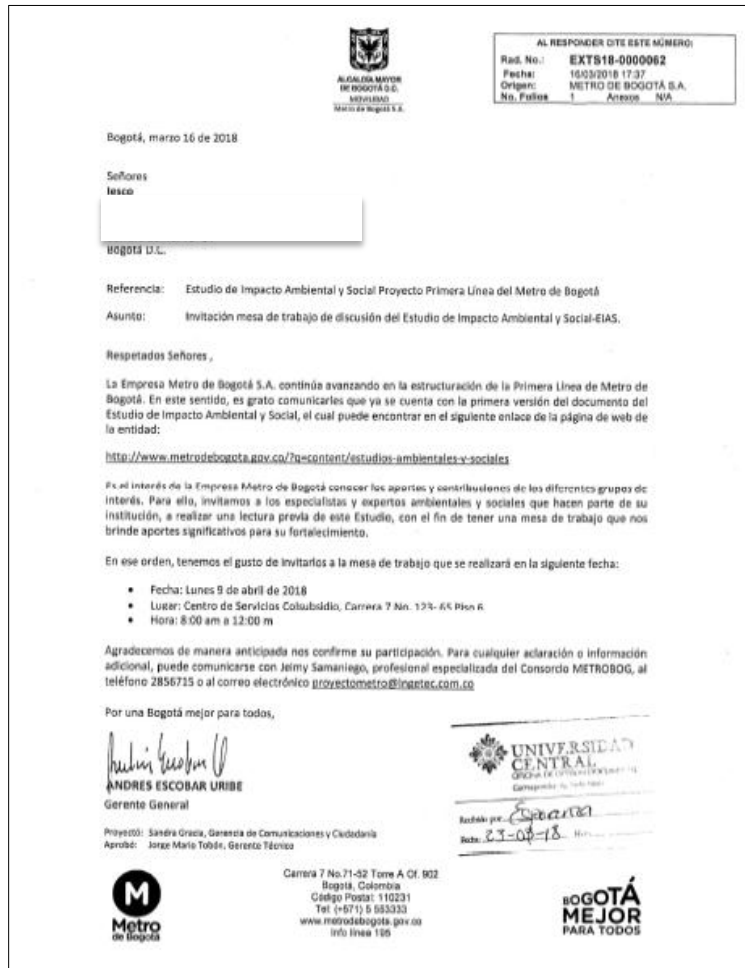 ALCALDÍA MAYOR
DE BOGOTÁ D.C.
MOVILIDAD
Metro de Bogotá S.A.
AL RESPONDER CITE ESTE NÚMERO:
Rad. No.: EXTS18-0000062
Fecha: 16/03/2018 17:37
Origen: METRO DE BOGOTÁ S.A.
No. Folios 1 Anexos N/A
Bogotá, marzo 16 de 2018
Señores
Iesco
Bogotá D.C.
Referencia: Estudio de Impacto Ambiental y Social Proyecto Primera Línea del Metro de Bogotá
Asunto: Invitación mesa de trabajo de discusión del Estudio de Impacto Ambiental y Social-EIAS.
Respetados Señores ,
La Empresa Metro de Bogotá S.A. continúa avanzando en la estructuración de la Primera Línea de Metro de
Bogotá. En este sentido, es grato comunicarles que ya se cuenta con la primera versión del documento del
Estudio de Impacto Ambiental y Social, el cual puede encontrar en el siguiente enlace de la página de web de
la entidad:
http://www.metrodebogota.gov.co/?q=content/estudios-ambientales-y-sociales
Es el interés de la Empresa Metro de Bogotá conocer los aportes y contribuciones de los diferentes grupos de
interés. Para ello, invitamos a los especialistas y expertos ambientales y sociales que hacen parte de su
institución, a realizar una lectura previa de este Estudio, con el fin de tener una mesa de trabajo que nos
brinde aportes significativos para su fortalecimiento.
En ese orden, tenemos el gusto de invitarlos a la mesa de trabajo que se realizará en la siguiente fecha:
• Fecha: Lunes 9 de abril de 2018
• Lugar: Centro de Servicios Colsubsidio, Carrera 7 No. 123- 65 Piso 6
• Hora: 8:00 am a 12:00 m
Agradecemos de manera anticipada nos confirme su participación. Para cualquier aclaración o información
adicional, puede comunicarse con Jeimy Samaniego, profesional especializada del Consorcio METROBOG, al
teléfono 2856715 o al correo electrónico proyectometro@ingetec.com.co
Por una Bogotá mejor para todos,
ANDRES ESCOBAR URIBE
Gerente General
Proyectó: Sandra Gracia, Gerencia de Comunicaciones y Ciudadanía
Aprobó: Jorge Mario Tobón, Gerente Técnico
UNIVERSIDAD
CENTRAL
Recibido por: Esperanza
Fecha: 23-03-18
Metro
de Bogotá
Carrera 7 No.71-52 Torre A Of. 902
Bogotá, Colombia
Código Postal: 110231
Tel: (+571) 5 553333
www.metrodebogota.gov.co
Info línea 195
BOGOTÁ
MEJOR
PARA TODOS